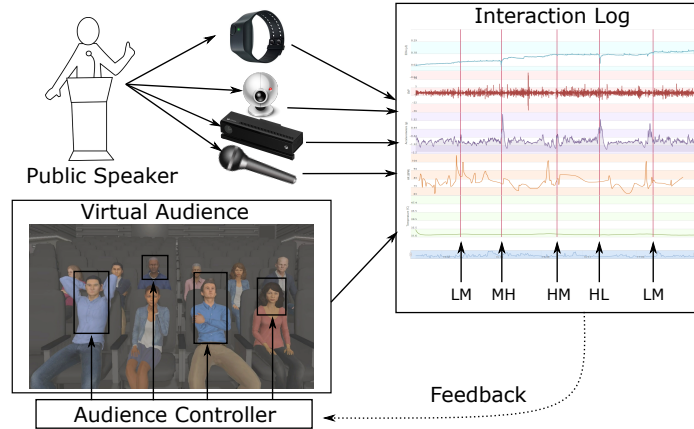 Interaction Log
Public Speaker
Virtual Audience
LM MH HM HL LM
Feedback
Audience Controller